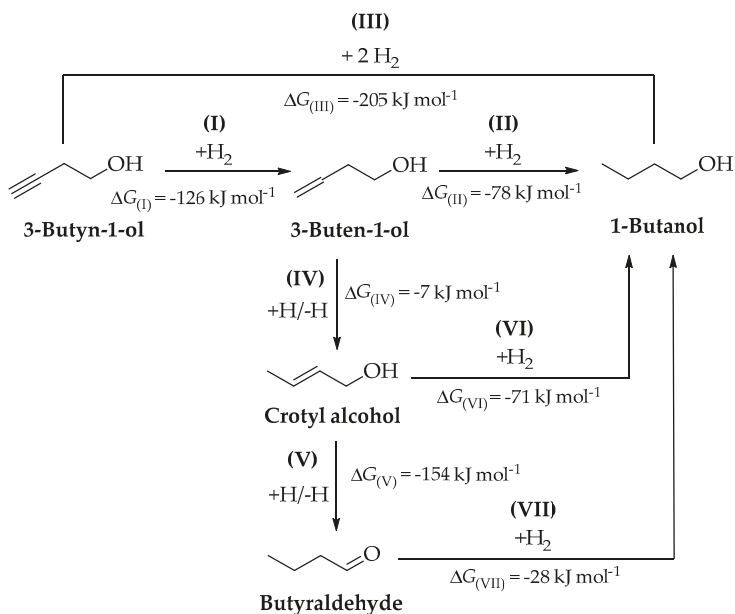 (III)
+ 2 H₂
ΔG(III) = -205 kJ mol⁻¹
(I)
+H₂
ΔG(I) = -126 kJ mol⁻¹
(II)
+H₂
ΔG(II) = -78 kJ mol⁻¹
OH
OH
OH
3-Butyn-1-ol
3-Buten-1-ol
1-Butanol
(IV)
+H/-H
ΔG(IV) = -7 kJ mol⁻¹
(VI)
+H₂
ΔG(VI) = -71 kJ mol⁻¹
OH
Crotyl alcohol
(V)
+H/-H
ΔG(V) = -154 kJ mol⁻¹
(VII)
+H₂
ΔG(VII) = -28 kJ mol⁻¹
O
Butyraldehyde